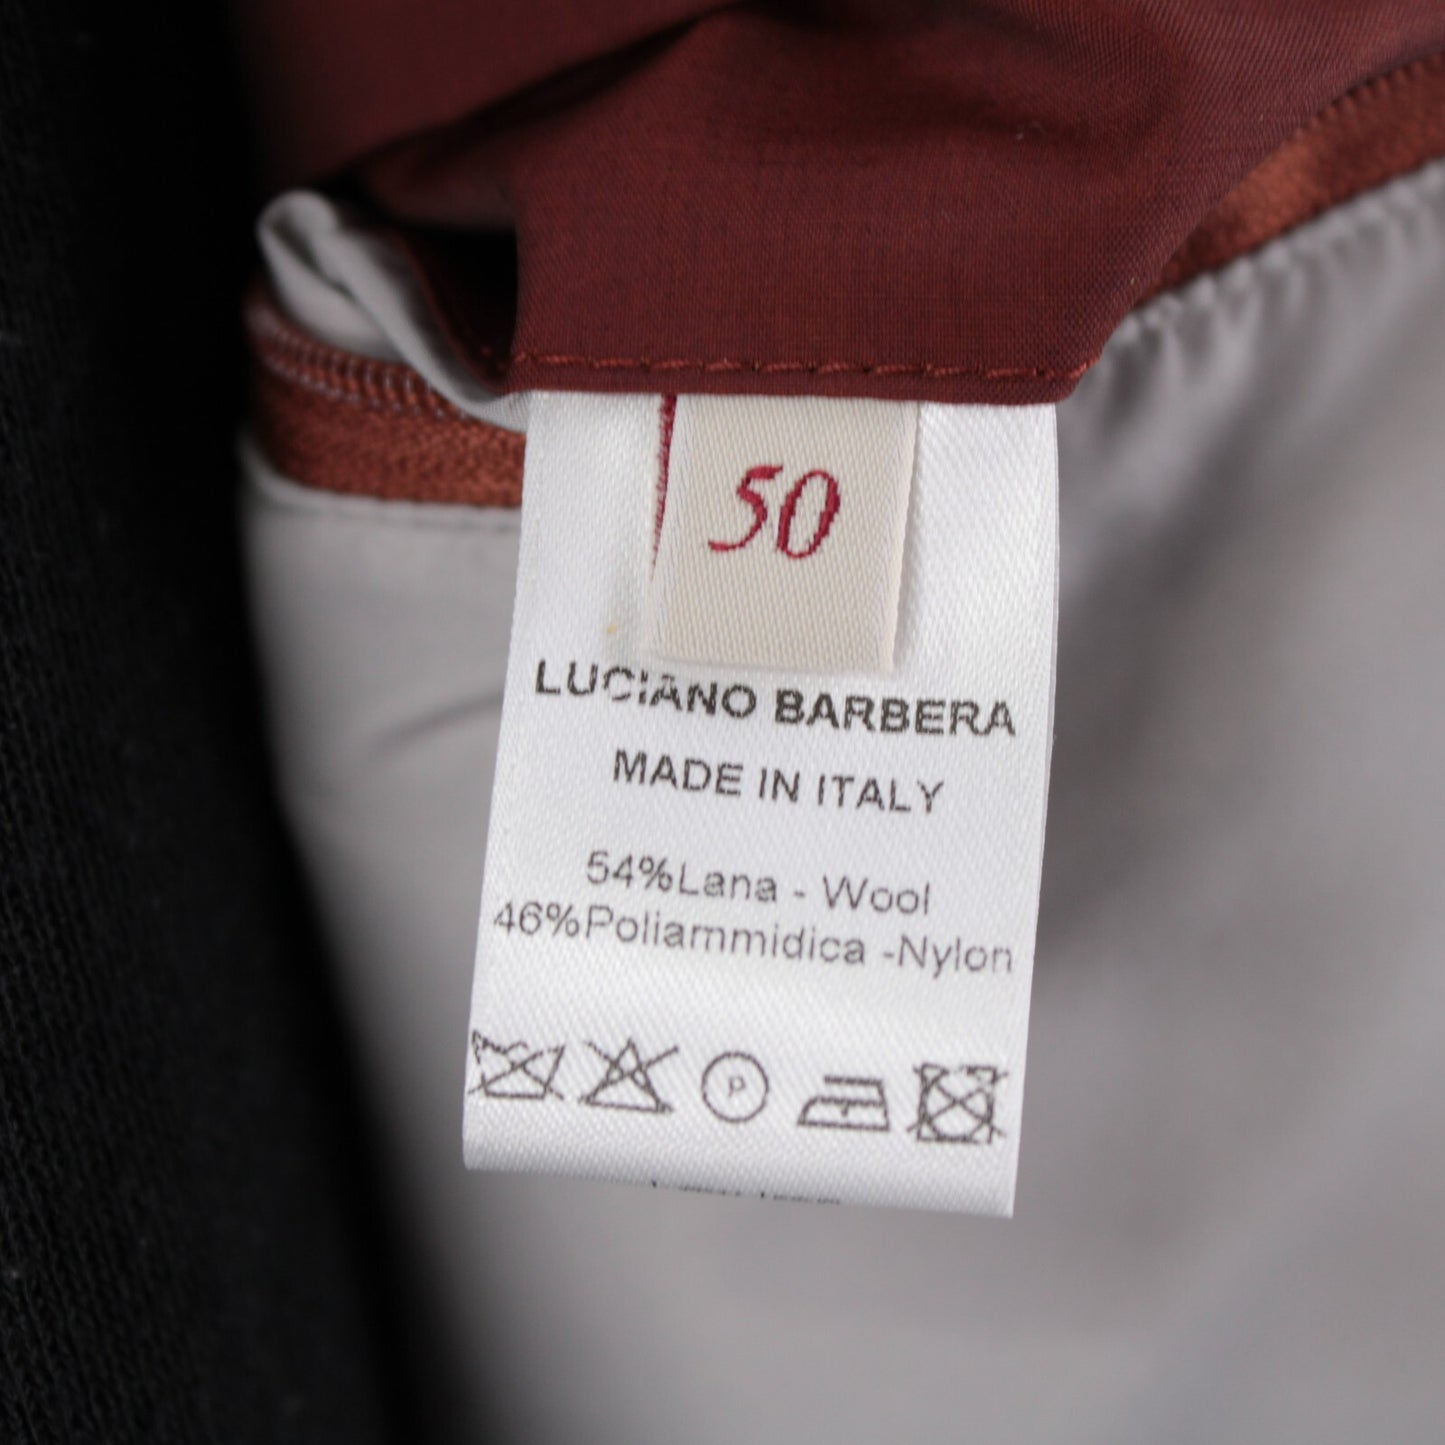 50
LUCIANO BARBERA
MADE IN ITALY
54%Lana - Wool
46%Poliammidica -Nylon
P